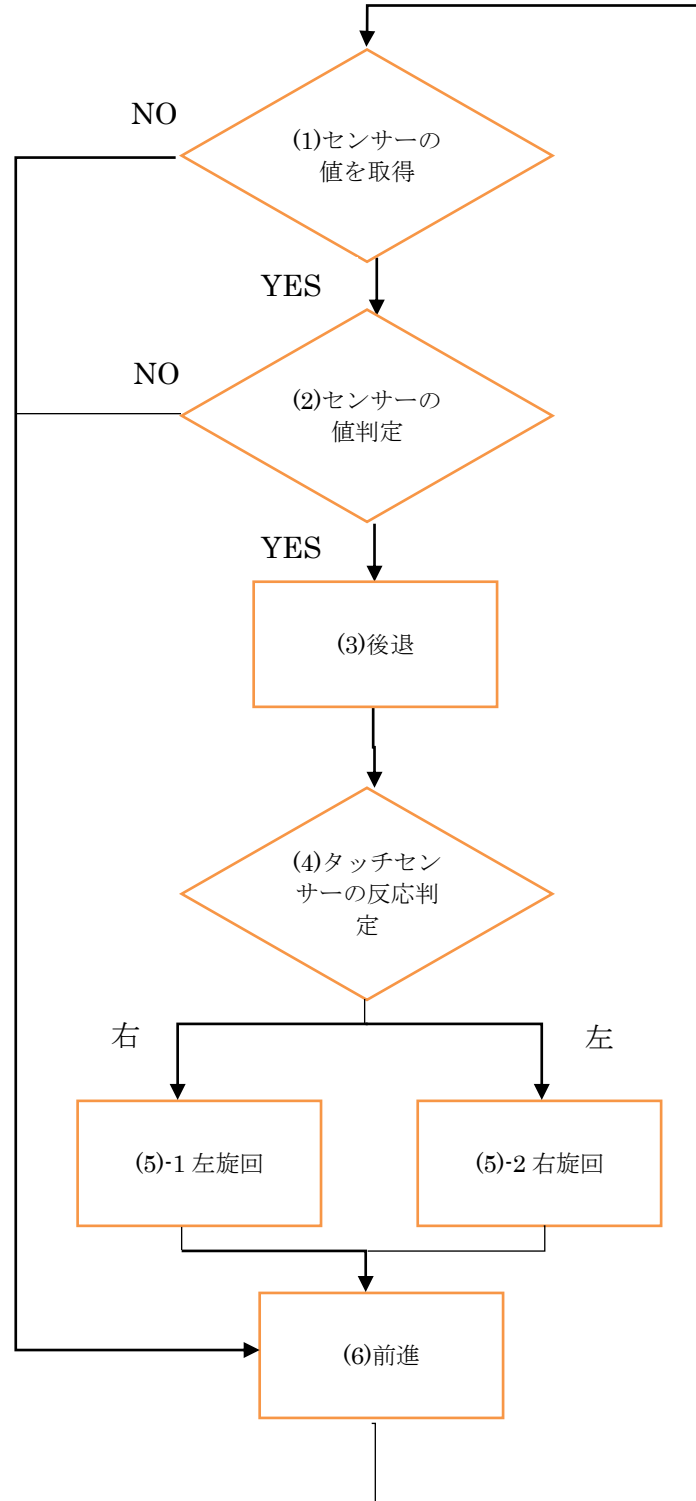 NO
(1)センサーの
値を取得
YES
NO
(2)センサーの
値判定
YES
(3)後退
(4)タッチセン
サーの反応判
定
右
左
(5)-1 左旋回
(5)-2 右旋回
(6)前進